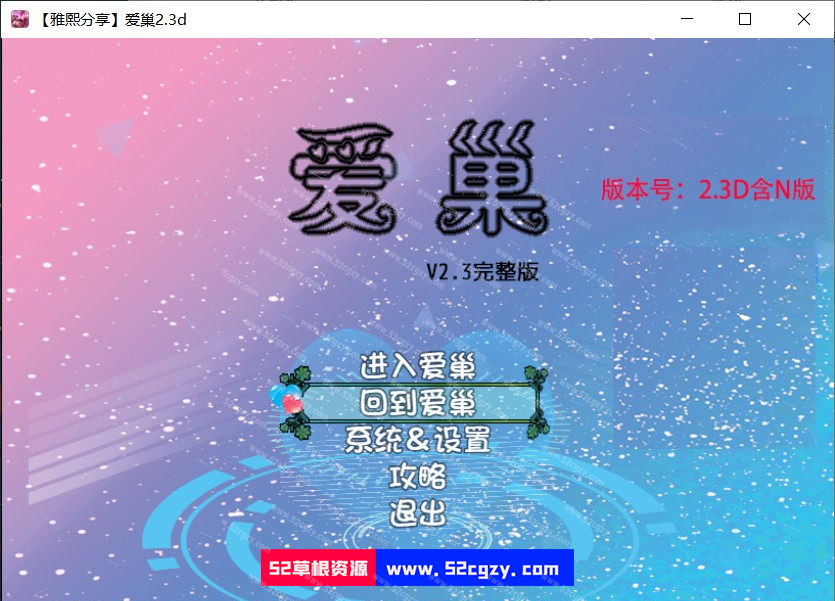 【雅熙分享】爱巢2.3d
爱巢
版本号：2.3D含N版
V2.3完整版
进入爱巢
回到爱巢
系统&设置
攻略
退出
52草根资源 www.52cgzy.com